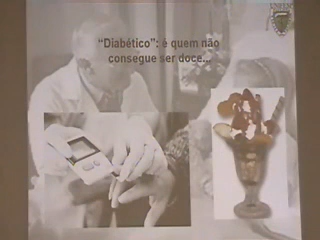 “Diabético”: é quem não
consegue ser doce...